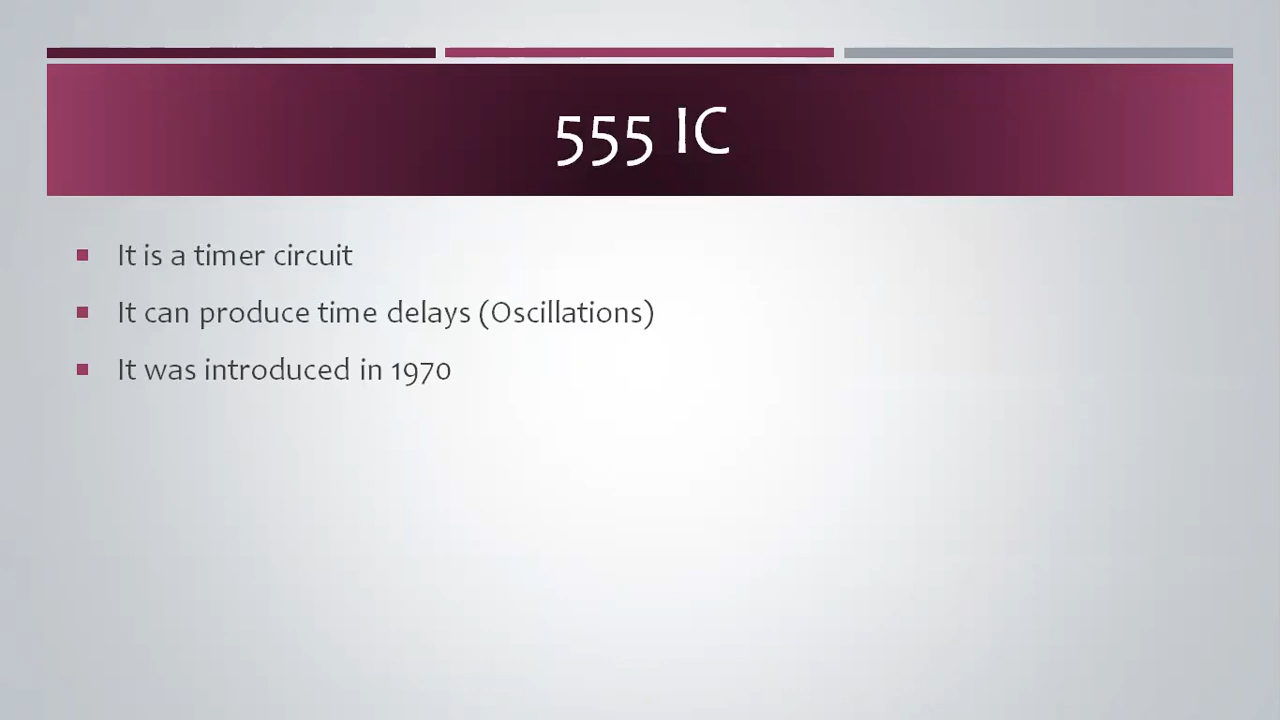 555 IC
It is a timer circuit
It can produce time delays (Oscillations)
It was introduced in 1970